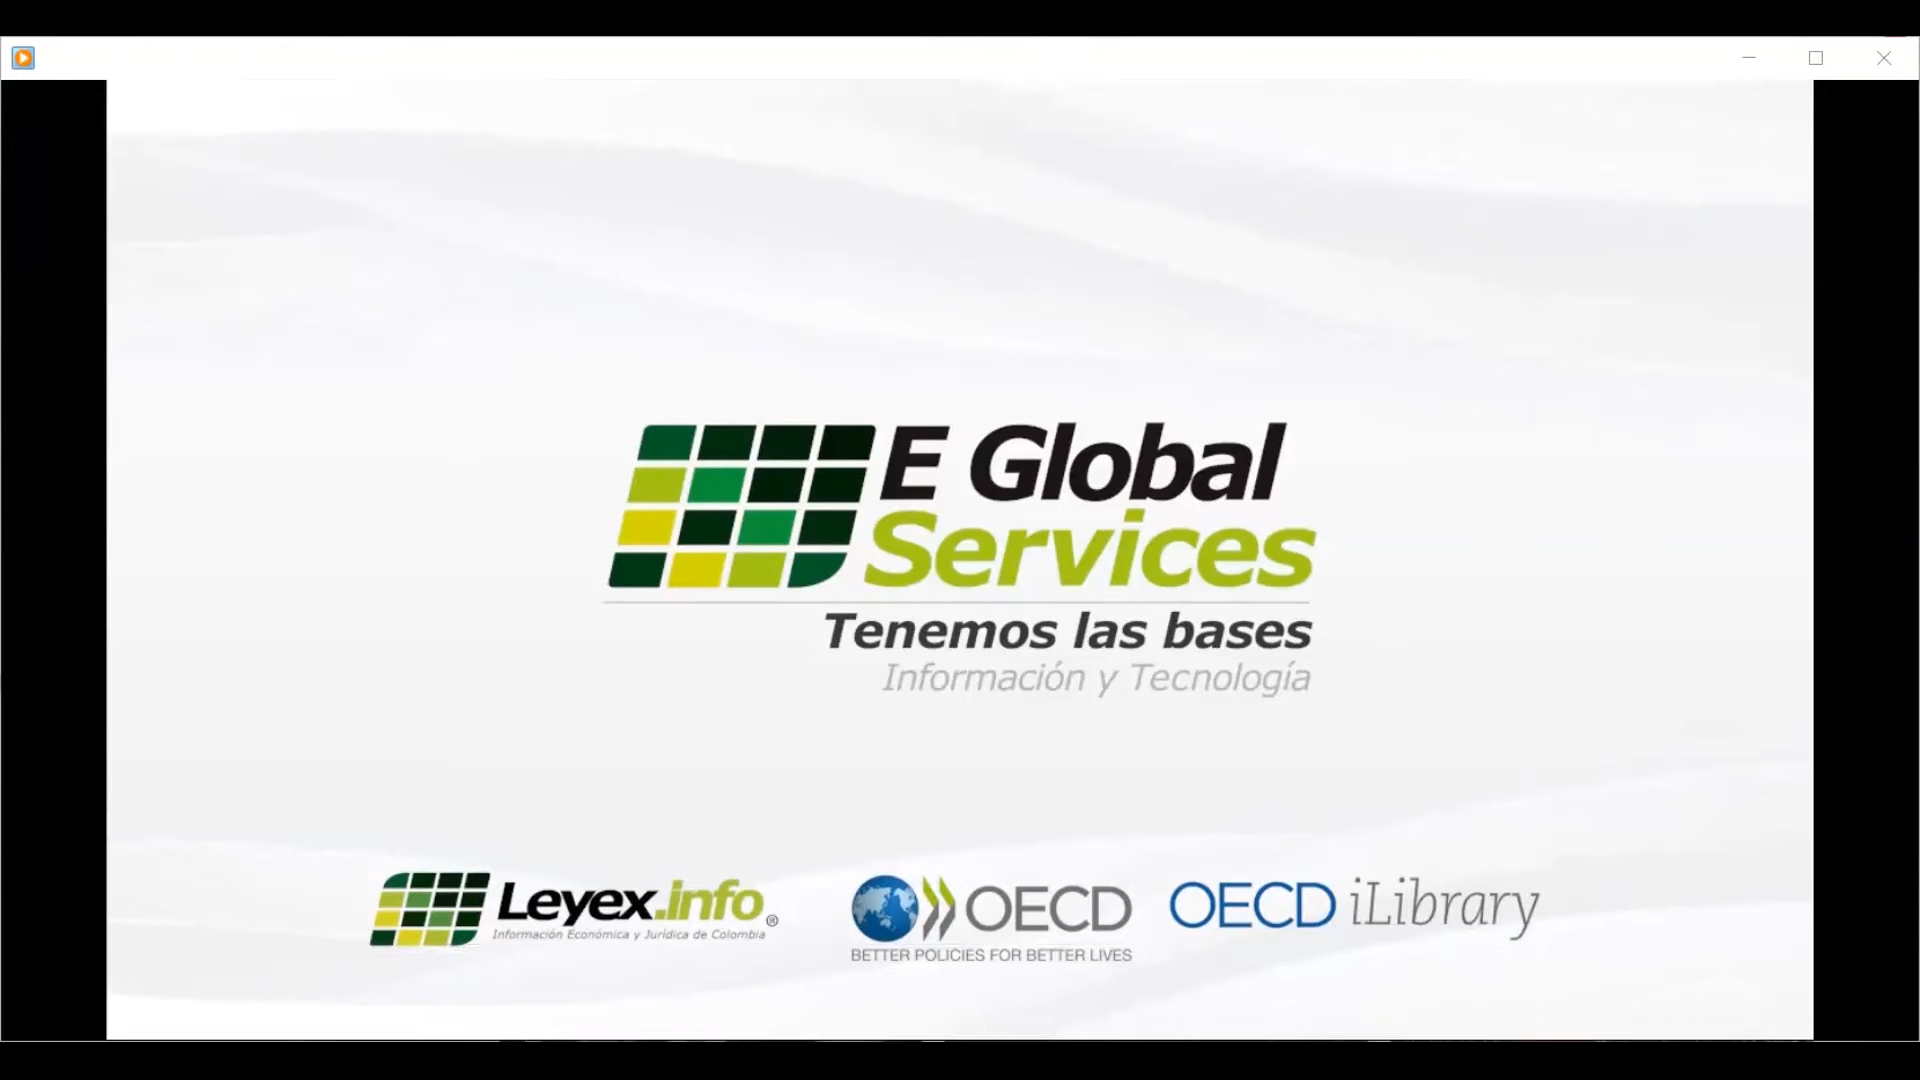 E Global
Services
Tenemos las bases
Información y Tecnología
Leyex.info®
Información Económica y Jurídica de Colombia
OECD
BETTER POLICIES FOR BETTER LIVES
OECD iLibrary